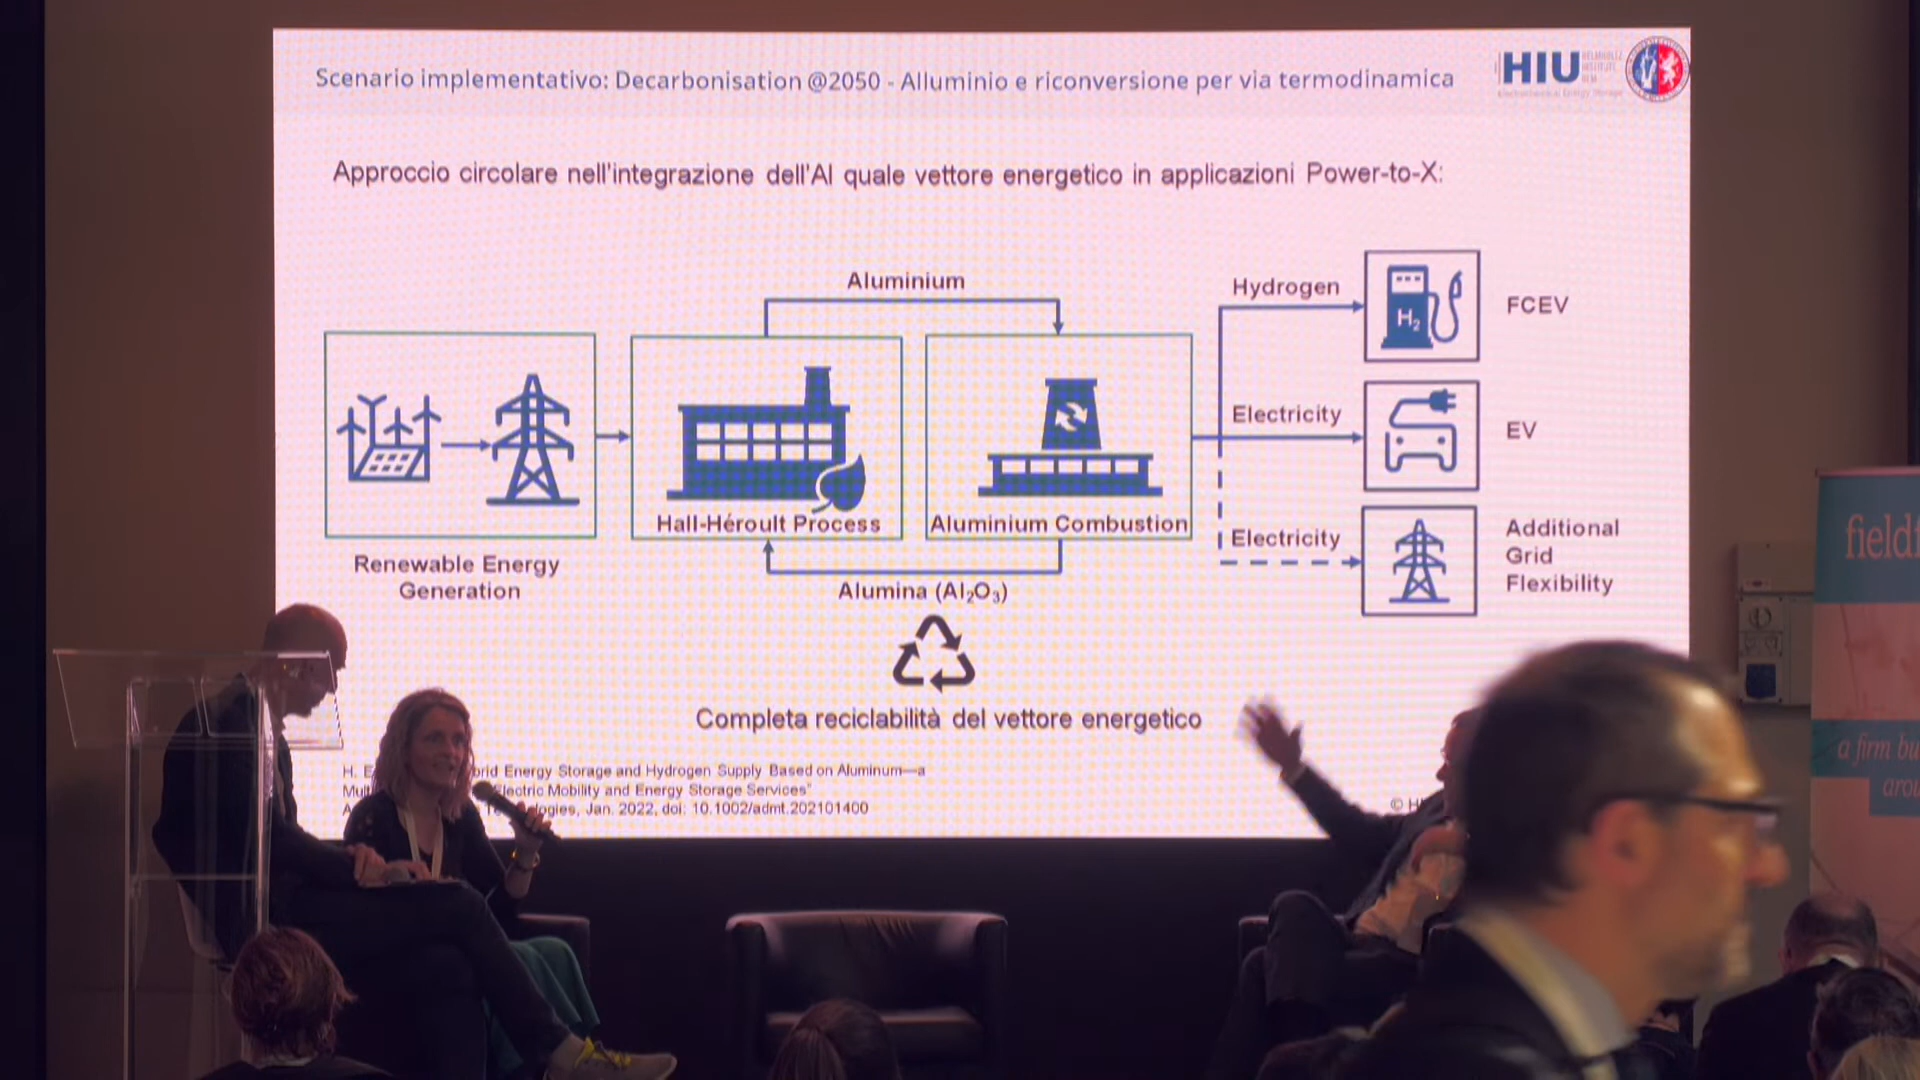 Scenario implementativo: Decarbonisation @2050 - Alluminio e riconversione per via termodinamica
HIU
Approccio circolare nell'integrazione dell'Al quale vettore energetico in applicazioni Power-to-X:
Aluminium
Hydrogen
H₂
FCEV
Electricity
EV
Hall-Héroult Process
Aluminium Combustion
Electricity
Additional
Grid
Flexibility
Renewable Energy
Generation
Alumina (Al₂O₃)
Completa reciclabilità del vettore energetico
H. E
Energy Storage and Hydrogen Supply Based on Aluminum—a
Electric Mobility and Energy Storage Services"
Jan. 2022, doi: 10.1002/admt.202101400
©
a firm